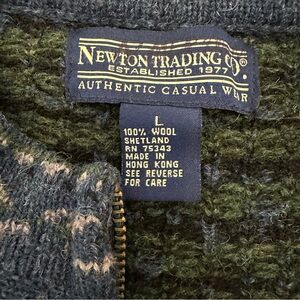 NEWTON TRADING CO.®
ESTABLISHED 1977
AUTHENTIC CASUAL WEAR
L
100% WOOL
SHETLAND
RN 75343
MADE IN
HONG KONG
SEE REVERSE
FOR CARE